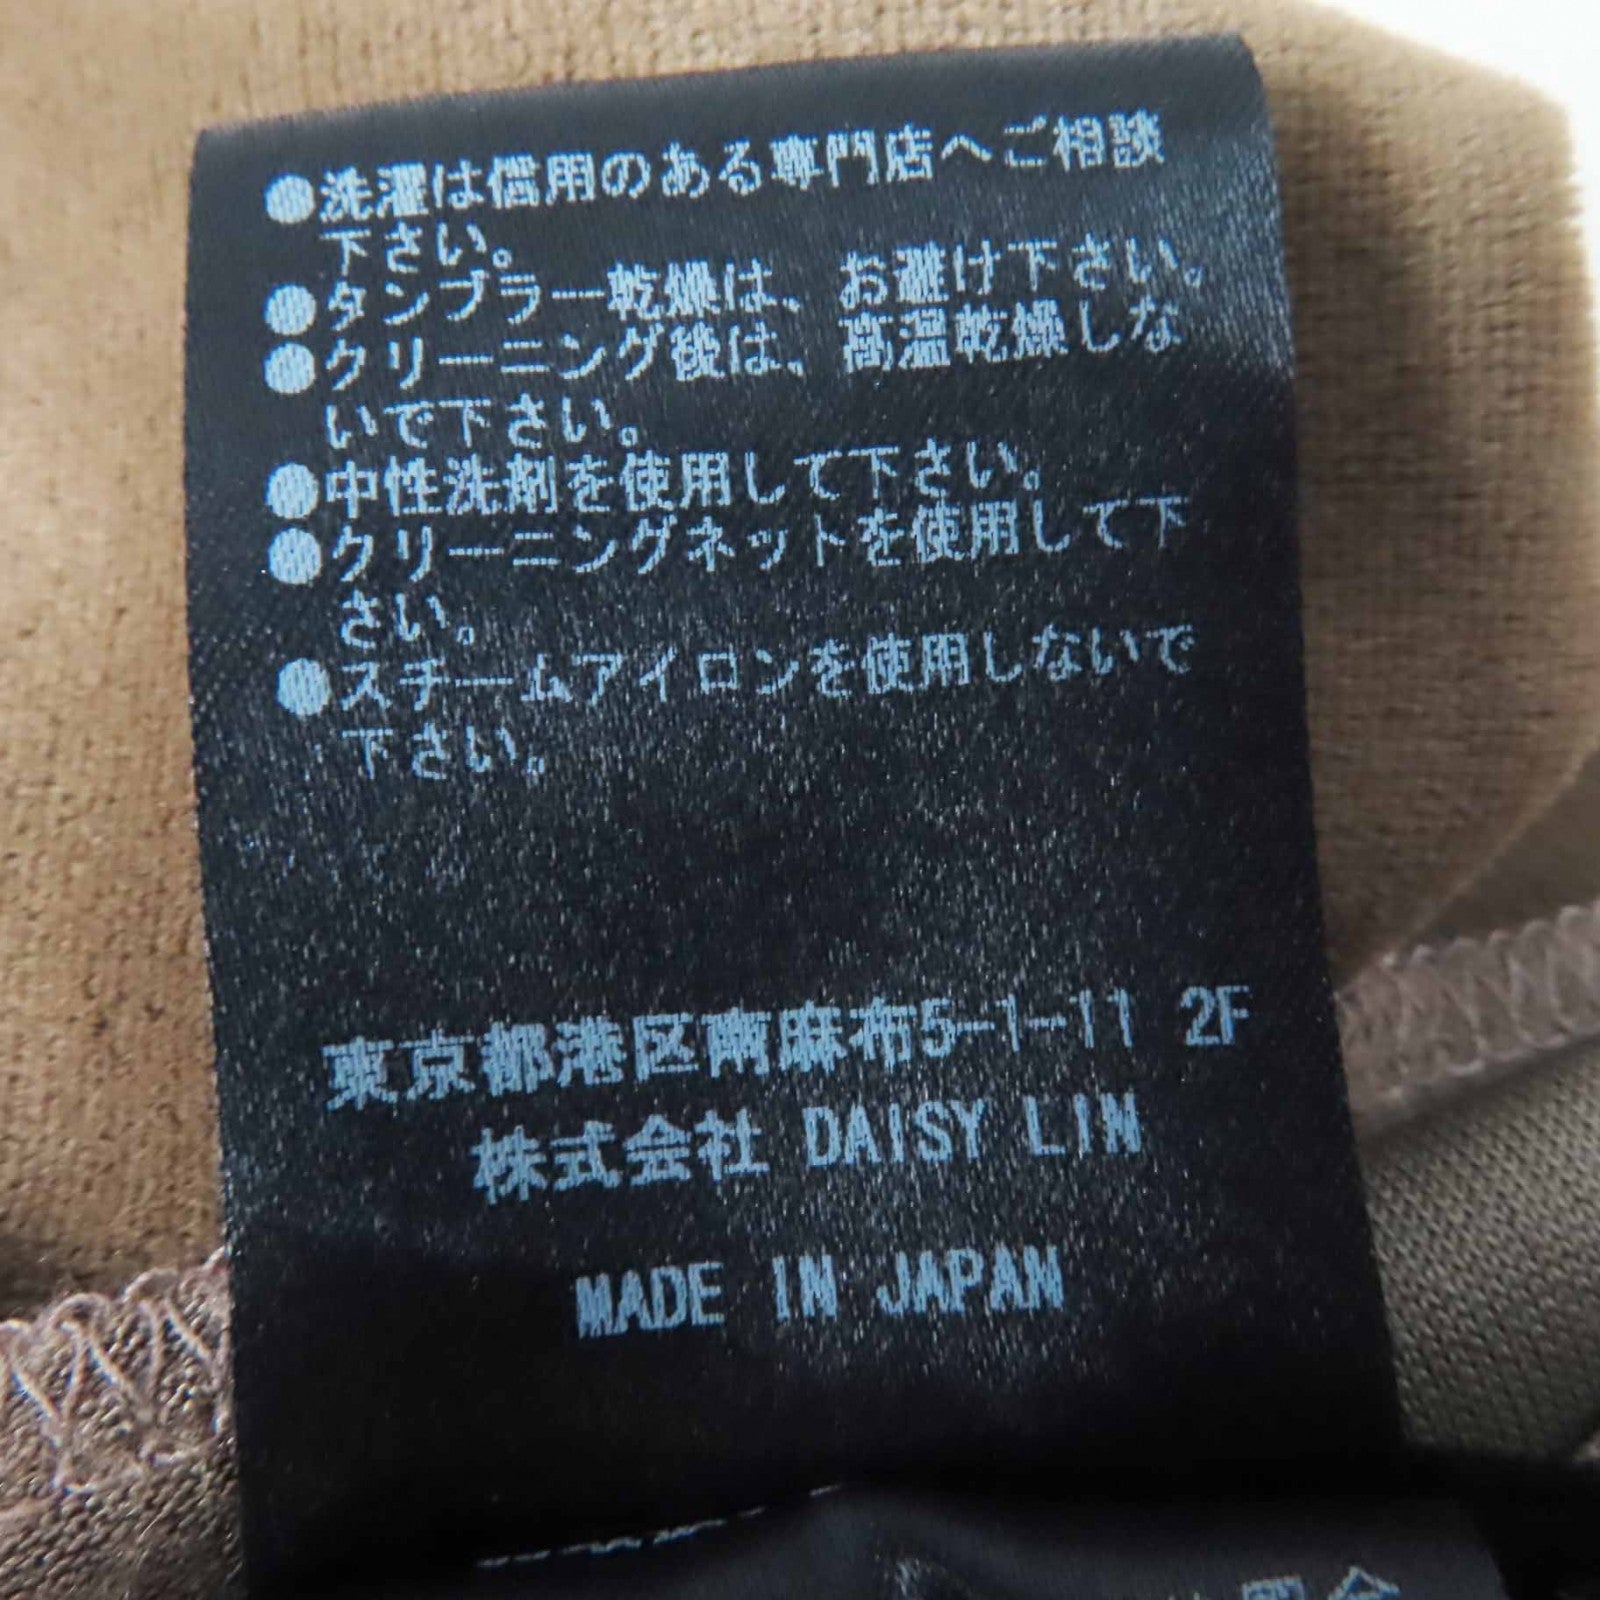 ●洗濯は信用のある専門店へご相談
下さい。
●タンブラー乾燥は、お避け下さい。
●クリーニング後は、高温乾燥しな
いで下さい。
●中性洗剤を使用して下さい。
●クリーニングネットを使用して下
さい。
●スチームアイロンを使用しないで
下さい。
東京都港区南麻布5-1-11 2F
株式会社 DAISY LIN
MADE IN JAPAN